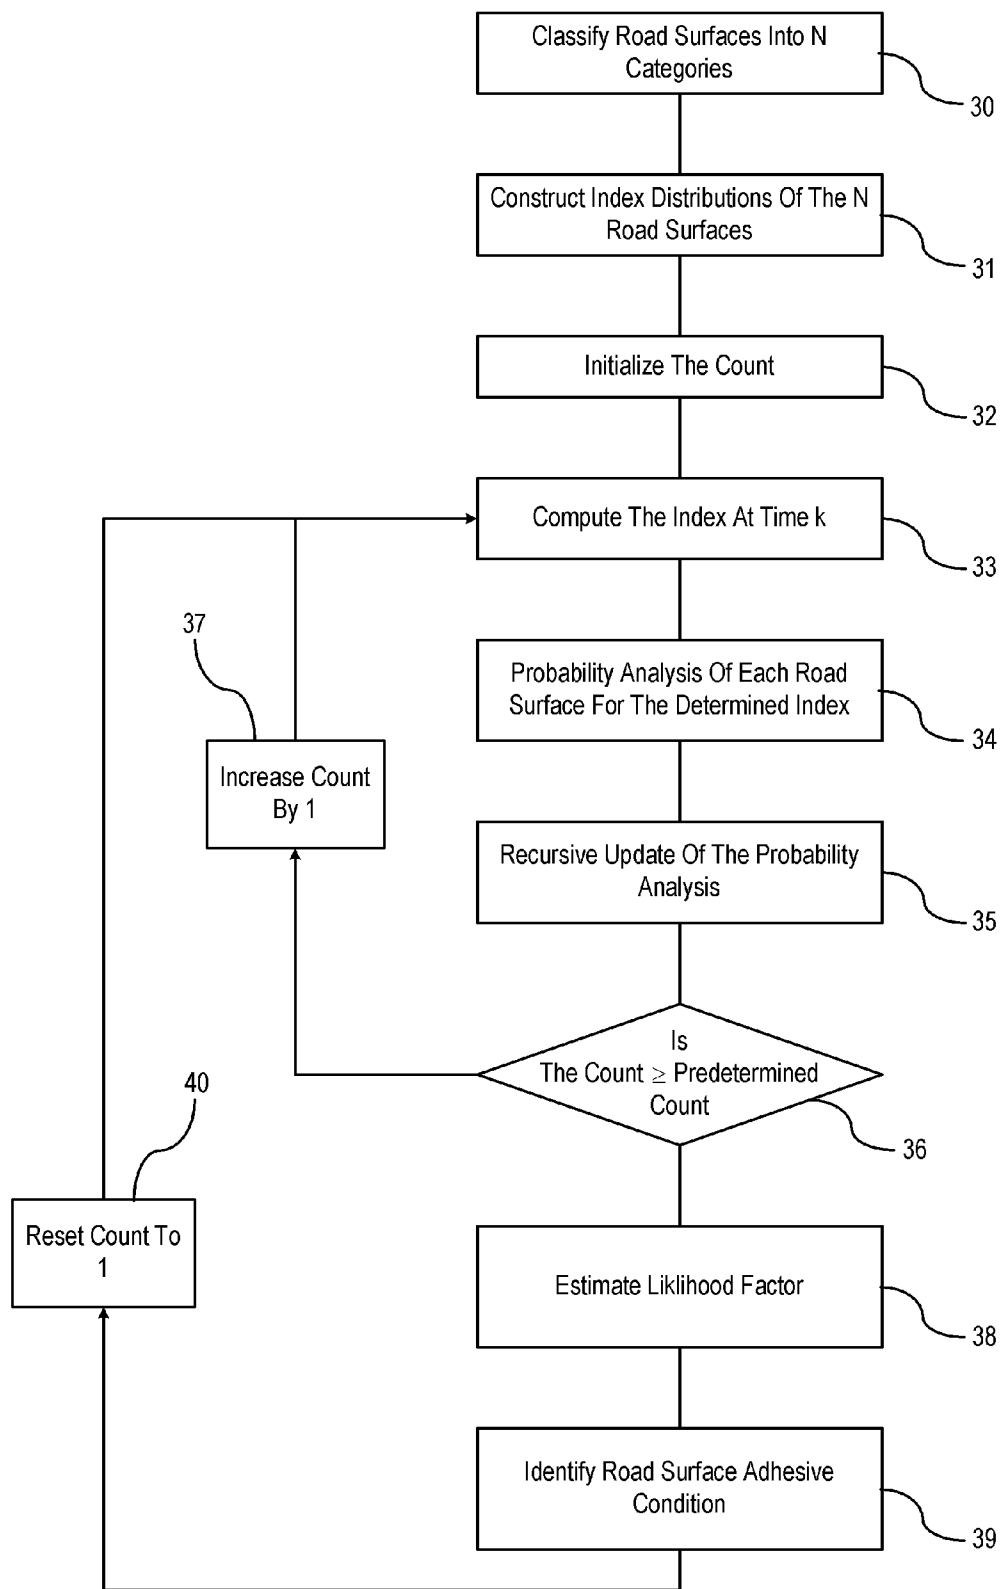 Classify Road Surfaces Into N
Categories
30
Construct Index Distributions Of The N
Road Surfaces
31
Initialize The Count
32
Compute The Index At Time k
33
37
Probability Analysis Of Each Road
Surface For The Determined Index
34
Increase Count
By 1
Recursive Update Of The Probability
Analysis
35
Is
The Count ≥ Predetermined
Count
36
40
Reset Count To
1
Estimate Liklihood Factor
38
Identify Road Surface Adhesive
Condition
39